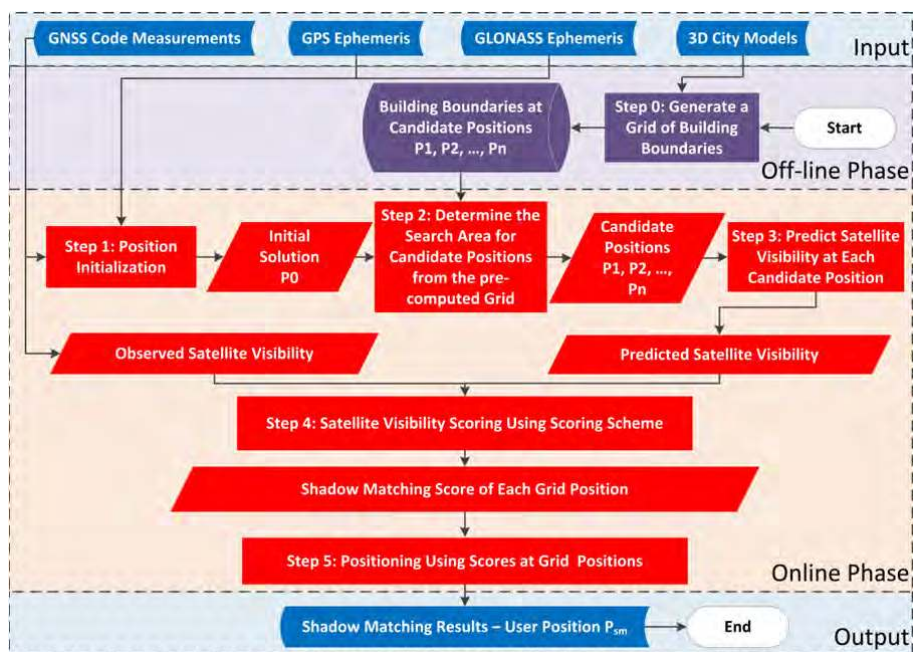 GNSS Code Measurements
GPS Ephemeris
GLONASS Ephemeris
3D City Models
Input
Building Boundaries at
Candidate Positions
P1, P2, …, Pn
Step 0: Generate a
Grid of Building
Boundaries
Start
Off-line Phase
Step 1: Position
Initialization
Initial
Solution
P0
Step 2: Determine the
Search Area for
Candidate Positions
from the pre-
computed Grid
Candidate
Positions
P1, P2, …,
Pn
Step 3: Predict Satellite
Visibility at Each
Candidate Position
Observed Satellite Visibility
Predicted Satellite Visibility
Step 4: Satellite Visibility Scoring Using Scoring Scheme
Shadow Matching Score of Each Grid Position
Step 5: Positioning Using Scores at Grid Positions
Online Phase
Shadow Matching Results – User Position Psm
End
Output